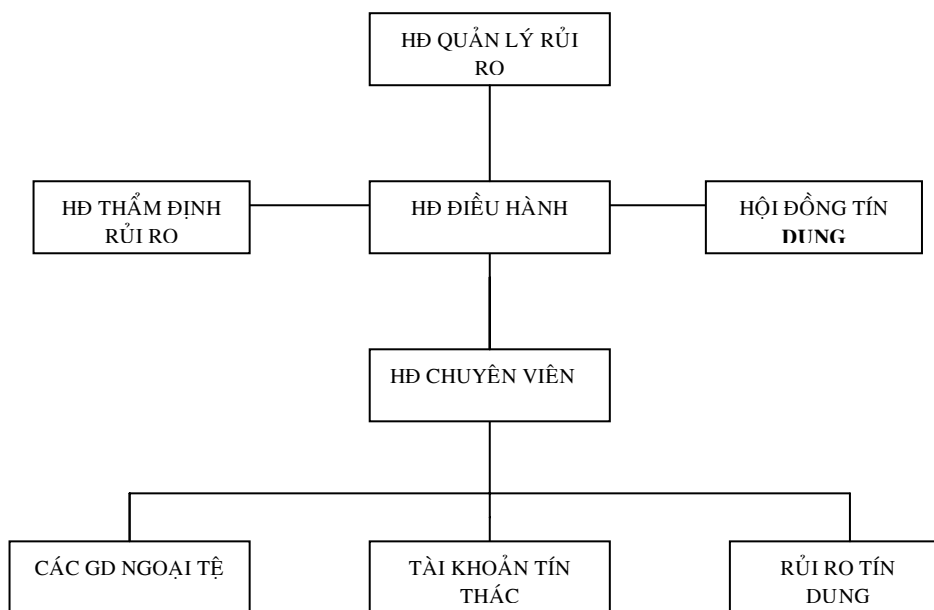 HĐ QUẢN LÝ RỦI
RO
HĐ THẨM ĐỊNH
RỦI RO
HĐ ĐIỀU HÀNH
HỘI ĐỒNG TÍN
DUNG
HĐ CHUYÊN VIÊN
CÁC GD NGOẠI TỆ
TÀI KHOẢN TÍN
THÁC
RỦI RO TÍN
DUNG